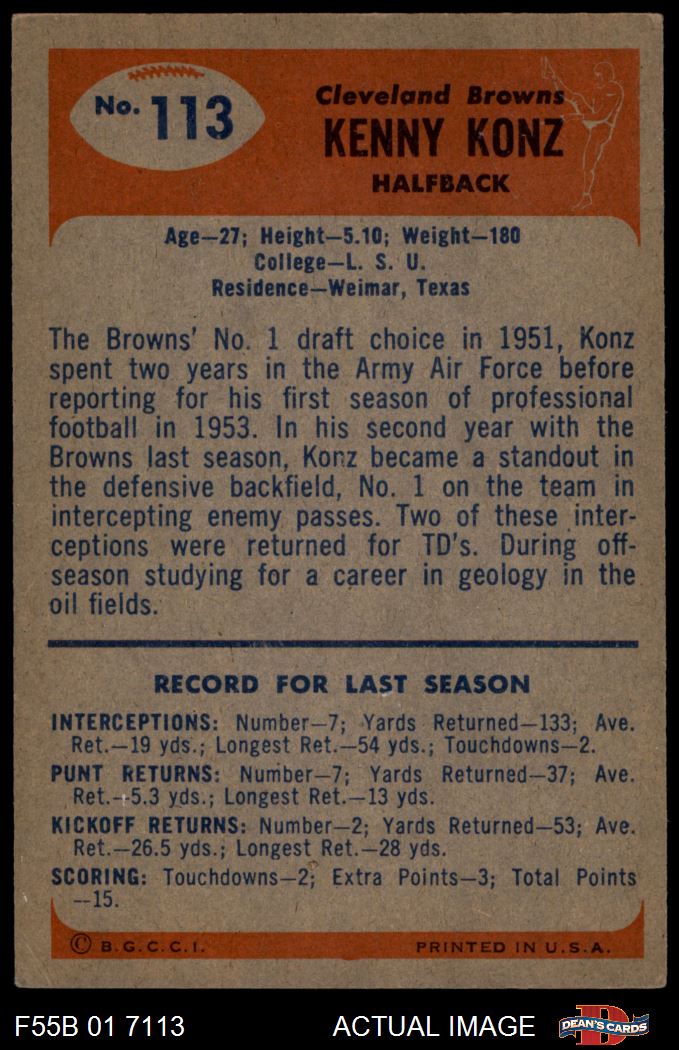 No. 113
Cleveland Browns
KENNY KONZ
HALFBACK
Age—27; Height—5.10; Weight—180
College—L. S. U.
Residence—Weimar, Texas
The Browns' No. 1 draft choice in 1951, Konz
spent two years in the Army Air Force before
reporting for his first season of professional
football in 1953. In his second year with the
Browns last season, Konz became a standout in
the defensive backfield, No. 1 on the team in
intercepting enemy passes. Two of these inter-
ceptions were returned for TD's. During off-
season studying for a career in geology in the
oil fields.
RECORD FOR LAST SEASON
INTERCEPTIONS: Number—7; Yards Returned—133; Ave.
Ret.—19 yds.; Longest Ret.—54 yds.; Touchdowns—2.
PUNT RETURNS: Number—7; Yards Returned—37; Ave.
Ret.—5.3 yds.; Longest Ret.—13 yds.
KICKOFF RETURNS: Number—2; Yards Returned—53; Ave.
Ret.—26.5 yds.; Longest Ret.—28 yds.
SCORING: Touchdowns—2; Extra Points—3; Total Points
—15.
© B.G.C.C.I. PRINTED IN U.S.A.
F55B 01 7113 ACTUAL IMAGE D DEAN'S CARDS